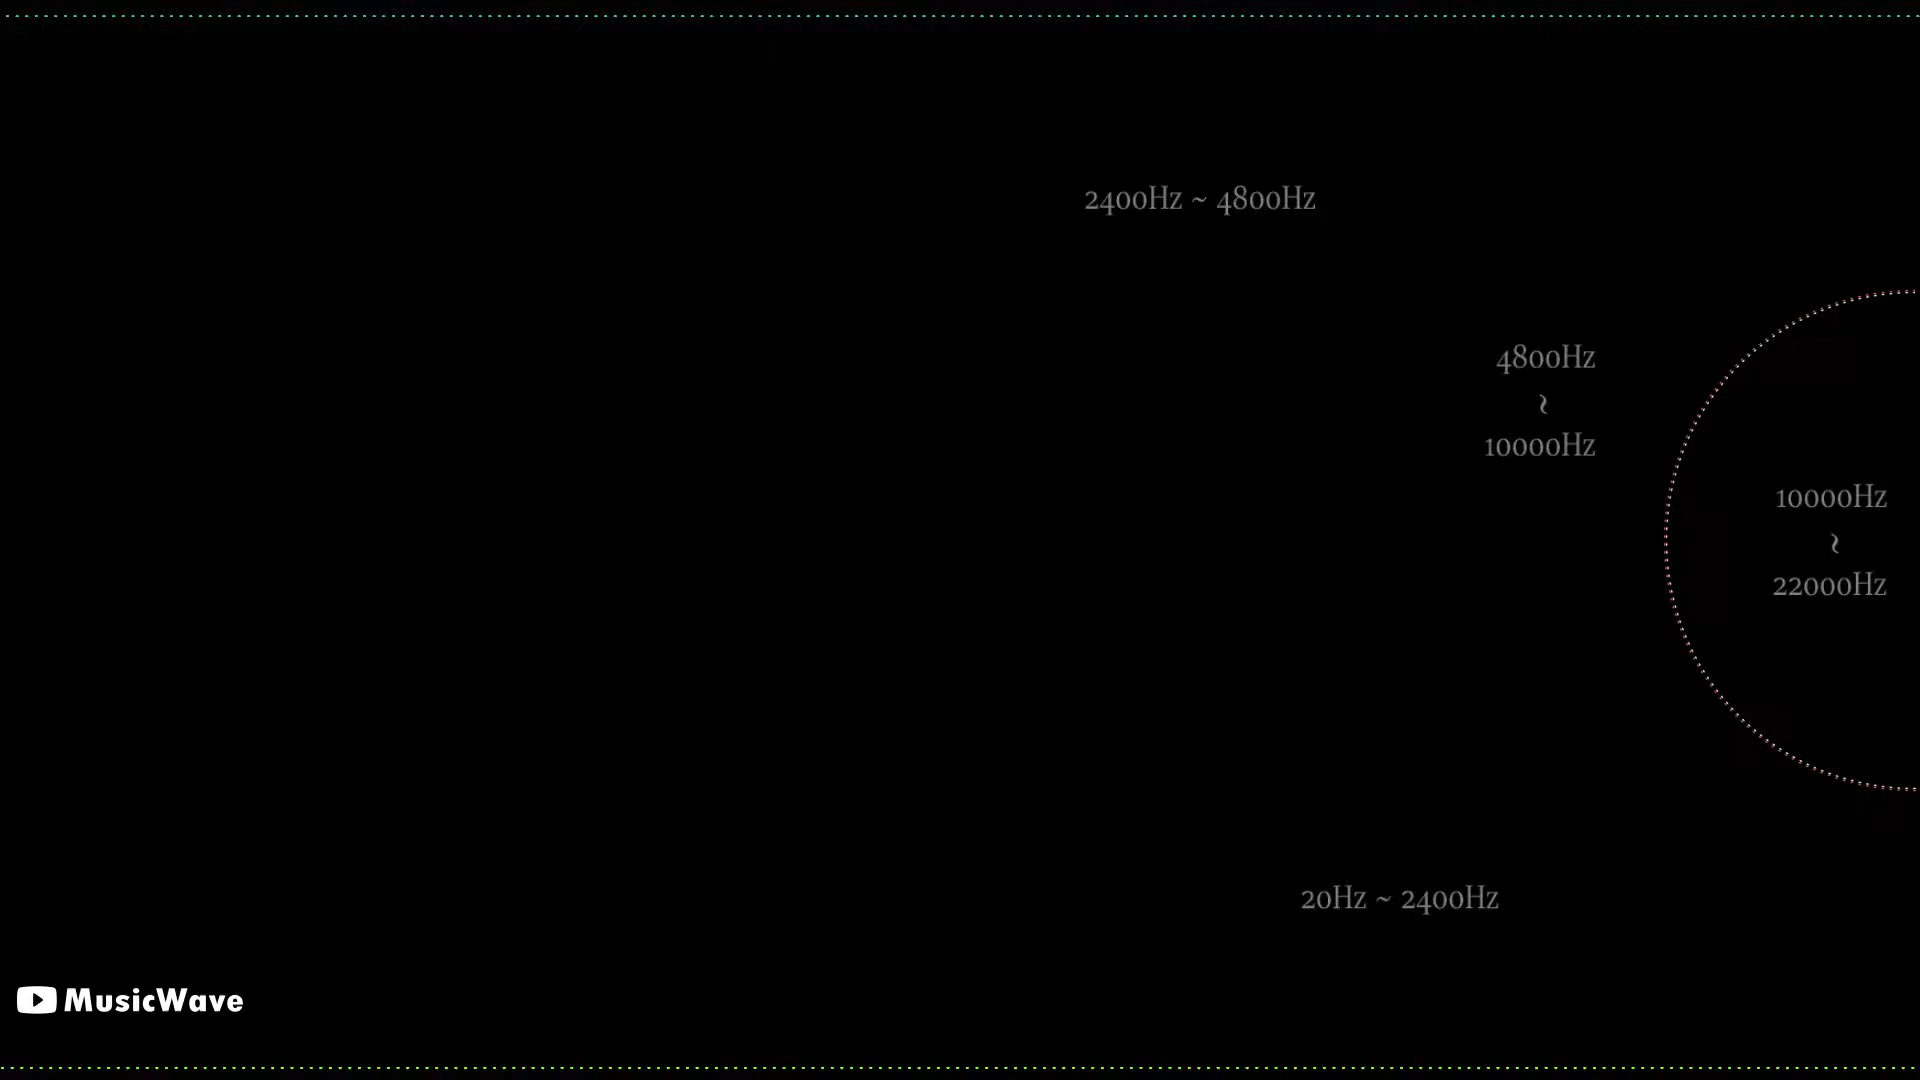 2400Hz ~ 4800Hz
4800Hz
~
10000Hz
10000Hz
~
22000Hz
20Hz ~ 2400Hz
MusicWave